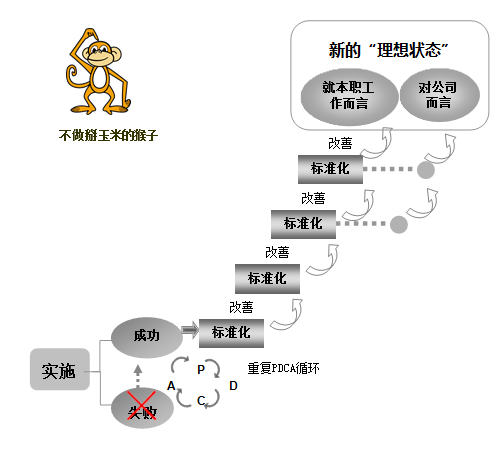 新的“理想状态”
就本职工
作而言
对公司
而言
不做掰玉米的猴子
改善
标准化
改善
标准化
改善
标准化
改善
标准化
成功
实施
失败
P
A
D
C
重复PDCA循环